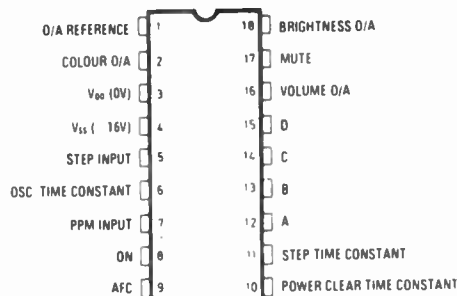 O/A REFERENCE 1 18 BRIGHTNESS O/A
COLOUR O/A 2 17 MUTE
VDD (0V) 3 16 VOLUME O/A
VSS ( 16V) 4 15 D
STEP INPUT 5 14 C
OSC TIME CONSTANT 6 13 B
PPM INPUT 7 12 A
ON 8 11 STEP TIME CONSTANT
AFC 9 10 POWER CLEAR TIME CONSTANT